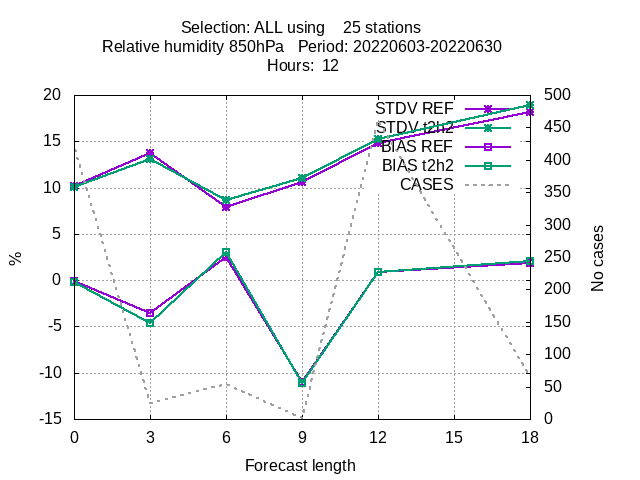 Selection: ALL using    25 stations
Relative humidity 850hPa   Period: 20220603-20220630
Hours:  12
STDV REF
STDV t2h2
BIAS REF
BIAS t2h2
CASES
20
15
10
5
0
-5
-10
-15
500
450
400
350
300
250
200
150
100
50
0
%
No cases
0 3 6 9 12 15 18
Forecast length